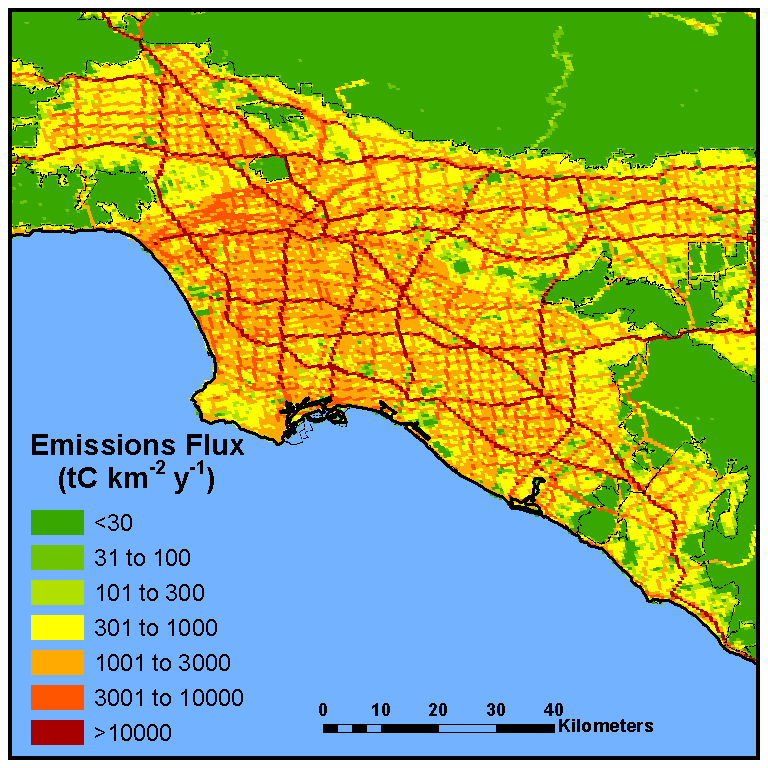 Emissions Flux
(tC km-2 y-1)
<30
31 to 100
101 to 300
301 to 1000
1001 to 3000
3001 to 10000
>10000
0 10 20 30 40
Kilometers